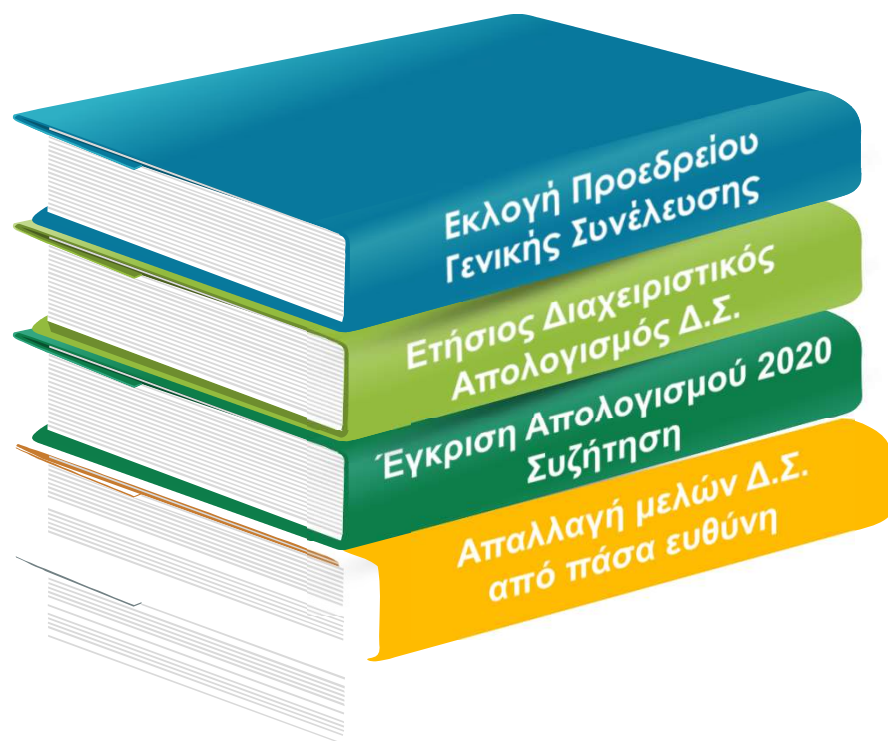 Εκλογή Προεδρείου
Γενικής Συνέλευσης
Ετήσιος Διαχειριστικός
Απολογισμός Δ.Σ.
Έγκριση Απολογισμού 2020
Συζήτηση
Απαλλαγή μελών Δ.Σ.
από πάσα ευθύνη